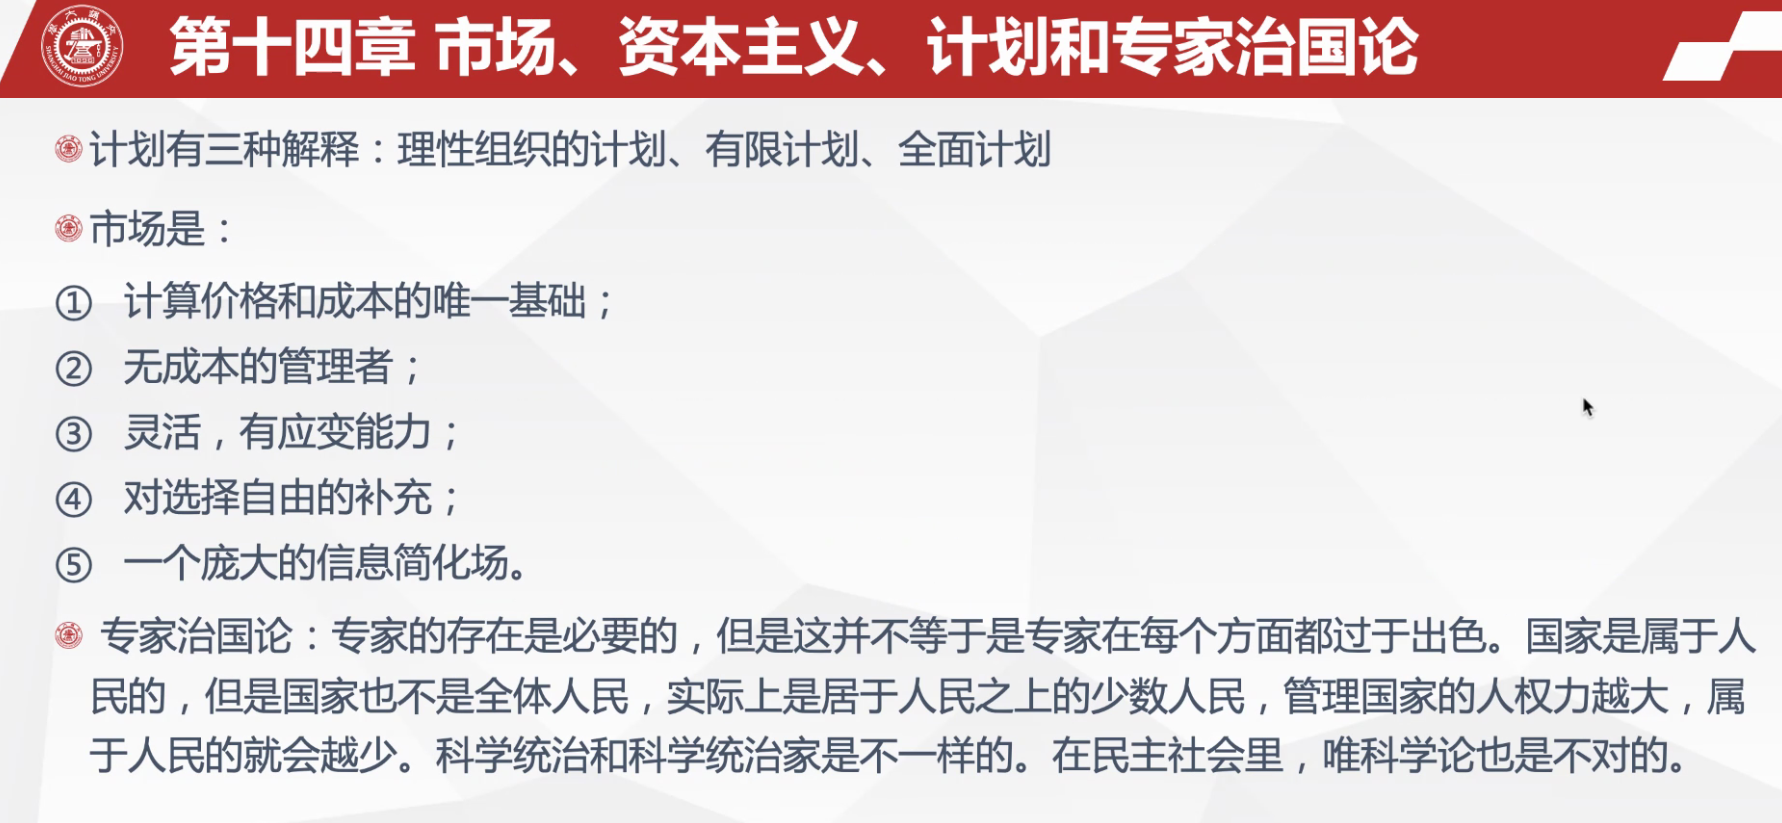 第十四章 市场、资本主义、计划和专家治国论
计划有三种解释：理性组织的计划、有限计划、全面计划
市场是：
① 计算价格和成本的唯一基础；
② 无成本的管理者；
③ 灵活，有应变能力；
④ 对选择自由的补充；
⑤ 一个庞大的信息简化场。
专家治国论：专家的存在是必要的，但是这并不等于是专家在每个方面都过于出色。国家是属于人
民的，但是国家也不是全体人民，实际上是居于人民之上的少数人民，管理国家的人权力越大，属
于人民的就会越少。科学统治和科学统治家是不一样的。在民主社会里，唯科学论也是不对的。